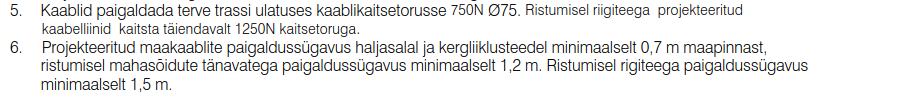 5. Kaablid paigaldada terve trassi ulatuses kaablikaitsetorusse 750N Ø75. Ristumisel riigiteega projekteeritud
kaabelliinid kaitsta täiendavalt 1250N kaitsetoruga.
6. Projekteeritud maakaablite paigaldussügavus haljasalal ja kergliiklusteedel minimaalselt 0,7 m maapinnast,
ristumisel mahasõidute tänavatega paigaldussügavus minimaalselt 1,2 m. Ristumisel rigiteega paigaldussügavus
minimaalselt 1,5 m.